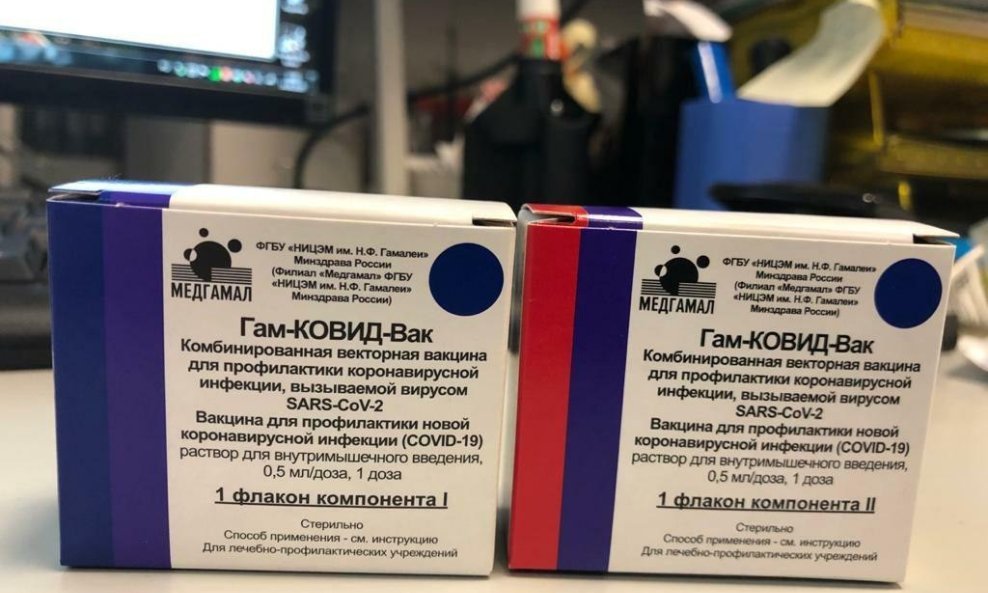 МЕДГАМАЛ
ФГБУ «НИЦЭМ им. Н.Ф. Гамалеи»
Минздрава России
(Филиал «Медгамал» ФГБУ
«НИЦЭМ им. Н.Ф. Гамалеи»
Минздрава России)
Гам-КОВИД-Вак
Комбинированная векторная вакцина
для профилактики коронавирусной
инфекции, вызываемой вирусом
SARS-CoV-2
Вакцина для профилактики новой
коронавирусной инфекции (COVID-19)
раствор для внутримышечного введения,
0,5 мл/доза, 1 доза
1 флакон компонента I
Стерильно
Способ применения - см. инструкцию
Для лечебно-профилактических учреждений
МЕДГАМАЛ
ФГБУ «НИЦЭМ им. Н.Ф. Гамалеи»
Минздрава России
(Филиал «Медгамал» ФГБУ
«НИЦЭМ им. Н.Ф. Гамалеи»
Минздрава России)
Гам-КОВИД-Вак
Комбинированная векторная вакцина
для профилактики коронавирусной
инфекции, вызываемой вирусом
SARS-CoV-2
Вакцина для профилактики новой
коронавирусной инфекции (COVID-19)
раствор для внутримышечного введения,
0,5 мл/доза, 1 доза
1 флакон компонента II
Стерильно
Способ применения - см. инструкцию
Для лечебно-профилактических учреждений